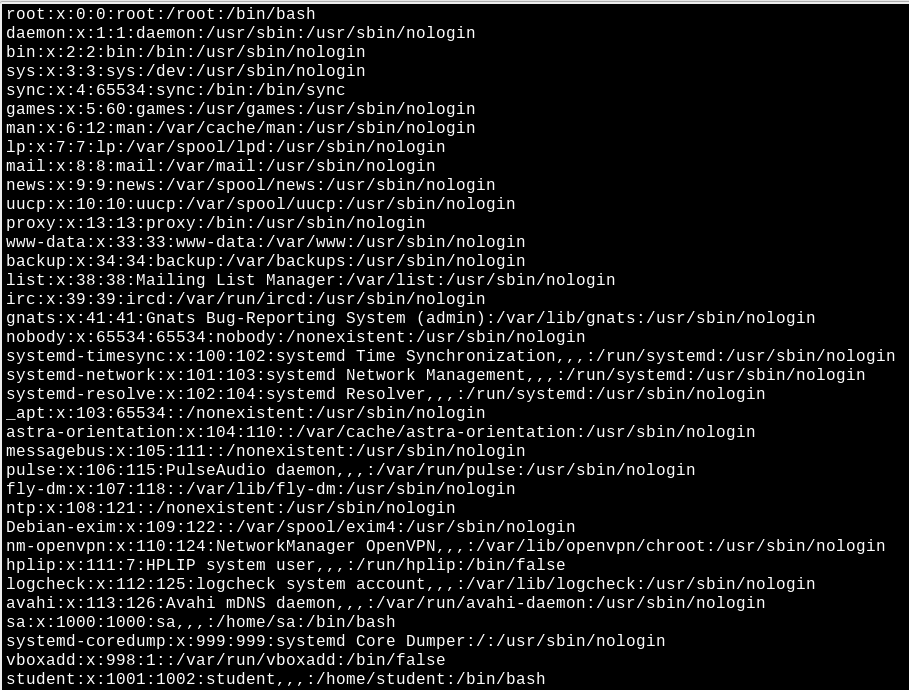 root:x:0:0:root:/root:/bin/bash
daemon:x:1:1:daemon:/usr/sbin:/usr/sbin/nologin
bin:x:2:2:bin:/bin:/usr/sbin/nologin
sys:x:3:3:sys:/dev:/usr/sbin/nologin
sync:x:4:65534:sync:/bin:/bin/sync
games:x:5:60:games:/usr/games:/usr/sbin/nologin
man:x:6:12:man:/var/cache/man:/usr/sbin/nologin
lp:x:7:7:lp:/var/spool/lpd:/usr/sbin/nologin
mail:x:8:8:mail:/var/mail:/usr/sbin/nologin
news:x:9:9:news:/var/spool/news:/usr/sbin/nologin
uucp:x:10:10:uucp:/var/spool/uucp:/usr/sbin/nologin
proxy:x:13:13:proxy:/bin:/usr/sbin/nologin
www-data:x:33:33:www-data:/var/www:/usr/sbin/nologin
backup:x:34:34:backup:/var/backups:/usr/sbin/nologin
list:x:38:38:Mailing List Manager:/var/list:/usr/sbin/nologin
irc:x:39:39:ircd:/var/run/ircd:/usr/sbin/nologin
gnats:x:41:41:Gnats Bug-Reporting System (admin):/var/lib/gnats:/usr/sbin/nologin
nobody:x:65534:65534:nobody:/nonexistent:/usr/sbin/nologin
systemd-timesync:x:100:102:systemd Time Synchronization,,,:/run/systemd:/usr/sbin/nologin
systemd-network:x:101:103:systemd Network Management,,,:/run/systemd:/usr/sbin/nologin
systemd-resolve:x:102:104:systemd Resolver,,,:/run/systemd:/usr/sbin/nologin
_apt:x:103:65534::/nonexistent:/usr/sbin/nologin
astra-orientation:x:104:110::/var/cache/astra-orientation:/usr/sbin/nologin
messagebus:x:105:111::/nonexistent:/usr/sbin/nologin
pulse:x:106:115:PulseAudio daemon,,,:/var/run/pulse:/usr/sbin/nologin
fly-dm:x:107:118::/var/lib/fly-dm:/usr/sbin/nologin
ntp:x:108:121::/nonexistent:/usr/sbin/nologin
Debian-exim:x:109:122::/var/spool/exim4:/usr/sbin/nologin
nm-openvpn:x:110:124:NetworkManager OpenVPN,,,:/var/lib/openvpn/chroot:/usr/sbin/nologin
hplip:x:111:7:HPLIP system user,,,:/run/hplip:/bin/false
logcheck:x:112:125:logcheck system account,,,:/var/lib/logcheck:/usr/sbin/nologin
avahi:x:113:126:Avahi mDNS daemon,,,:/var/run/avahi-daemon:/usr/sbin/nologin
sa:x:1000:1000:sa,,,:/home/sa:/bin/bash
systemd-coredump:x:999:999:systemd Core Dumper:/:/usr/sbin/nologin
vboxadd:x:998:1::/var/run/vboxadd:/bin/false
student:x:1001:1002:student,,,:/home/student:/bin/bash